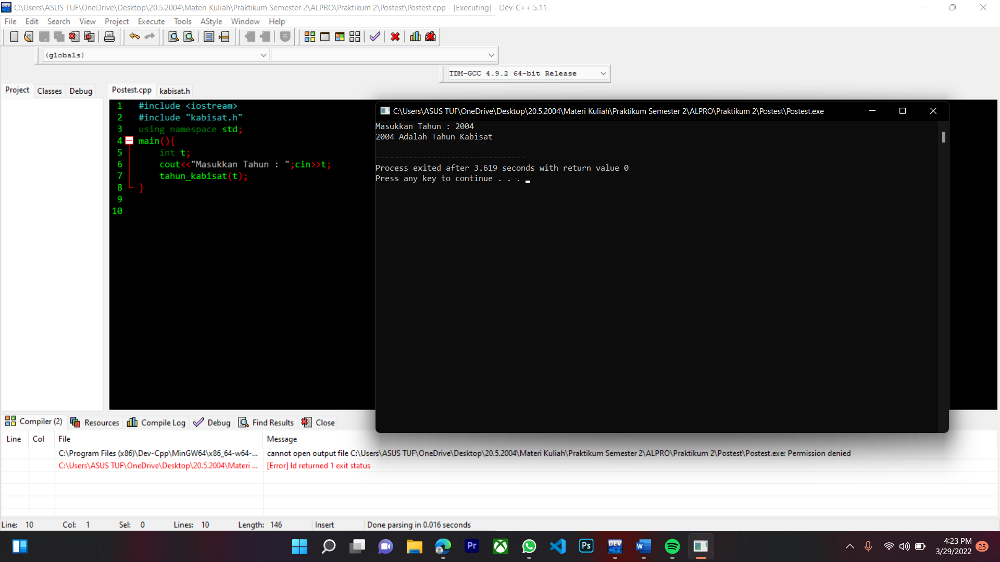 C:\Users\ASUS TUF\OneDrive\Desktop\20.5.2004\Materi Kuliah\Praktikum Semester 2\ALPRO\Praktikum 2\Postest\Postest.cpp - [Executing] - Dev-C++ 5.11
File Edit Search View Project Execute Tools AStyle Window Help
(globals)
TDM-GCC 4.9.2 64-bit Release
Project Classes Debug Postest.cpp kabisat.h
1 #include <iostream>
2 #include "kabisat.h"
3 using namespace std;
4 main(){
5 int t;
6 cout<<"Masukkan Tahun : ";cin>>t;
7 tahun_kabisat(t);
8 }
9
10
C:\Users\ASUS TUF\OneDrive\Desktop\20.5.2004\Materi Kuliah\Praktikum Semester 2\ALPRO\Praktikum 2\Postest\Postest.exe
Masukkan Tahun : 2004
2004 Adalah Tahun Kabisat
--------------------------------
Process exited after 3.619 seconds with return value 0
Press any key to continue . . .
Compiler (2) Resources Compile Log Debug Find Results Close
Line Col File Message
C:\Program Files (x86)\Dev-Cpp\MinGW64\x86_64-w64-... cannot open output file C:\Users\ASUS TUF\OneDrive\Desktop\20.5.2004\Materi Kuliah\Praktikum Semester 2\ALPRO\Praktikum 2\Postest\Postest.exe: Permission denied
C:\Users\ASUS TUF\OneDrive\Desktop\20.5.2004\Materi ... [Error] ld returned 1 exit status
Line: 10 Col: 1 Sel: 0 Lines: 10 Length: 146 Insert Done parsing in 0.016 seconds
Pr Ps DEV C++ W
4:23 PM
3/29/2022 25